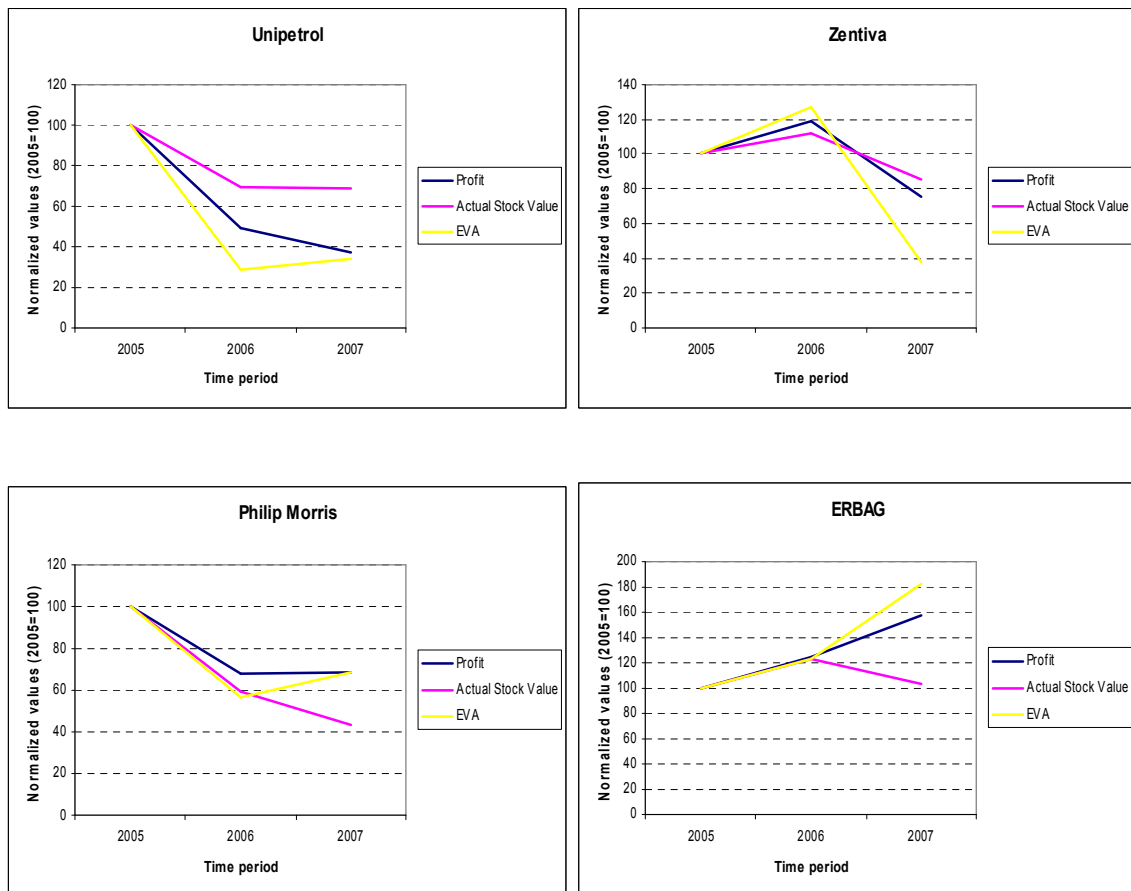 Unipetrol
Normalized values (2005=100)
120
100
80
60
40
20
0
2005 2006 2007
Time period
Profit
Actual Stock Value
EVA
Zentiva
Normalized values (2005=100)
140
120
100
80
60
40
20
0
2005 2006 2007
Time period
Profit
Actual Stock Value
EVA
Philip Morris
Normalized values (2005=100)
120
100
80
60
40
20
0
2005 2006 2007
Time period
Profit
Actual Stock Value
EVA
ERBAG
Normalized values (2005=100)
200
180
160
140
120
100
80
60
40
20
0
2005 2006 2007
Time period
Profit
Actual Stock Value
EVA